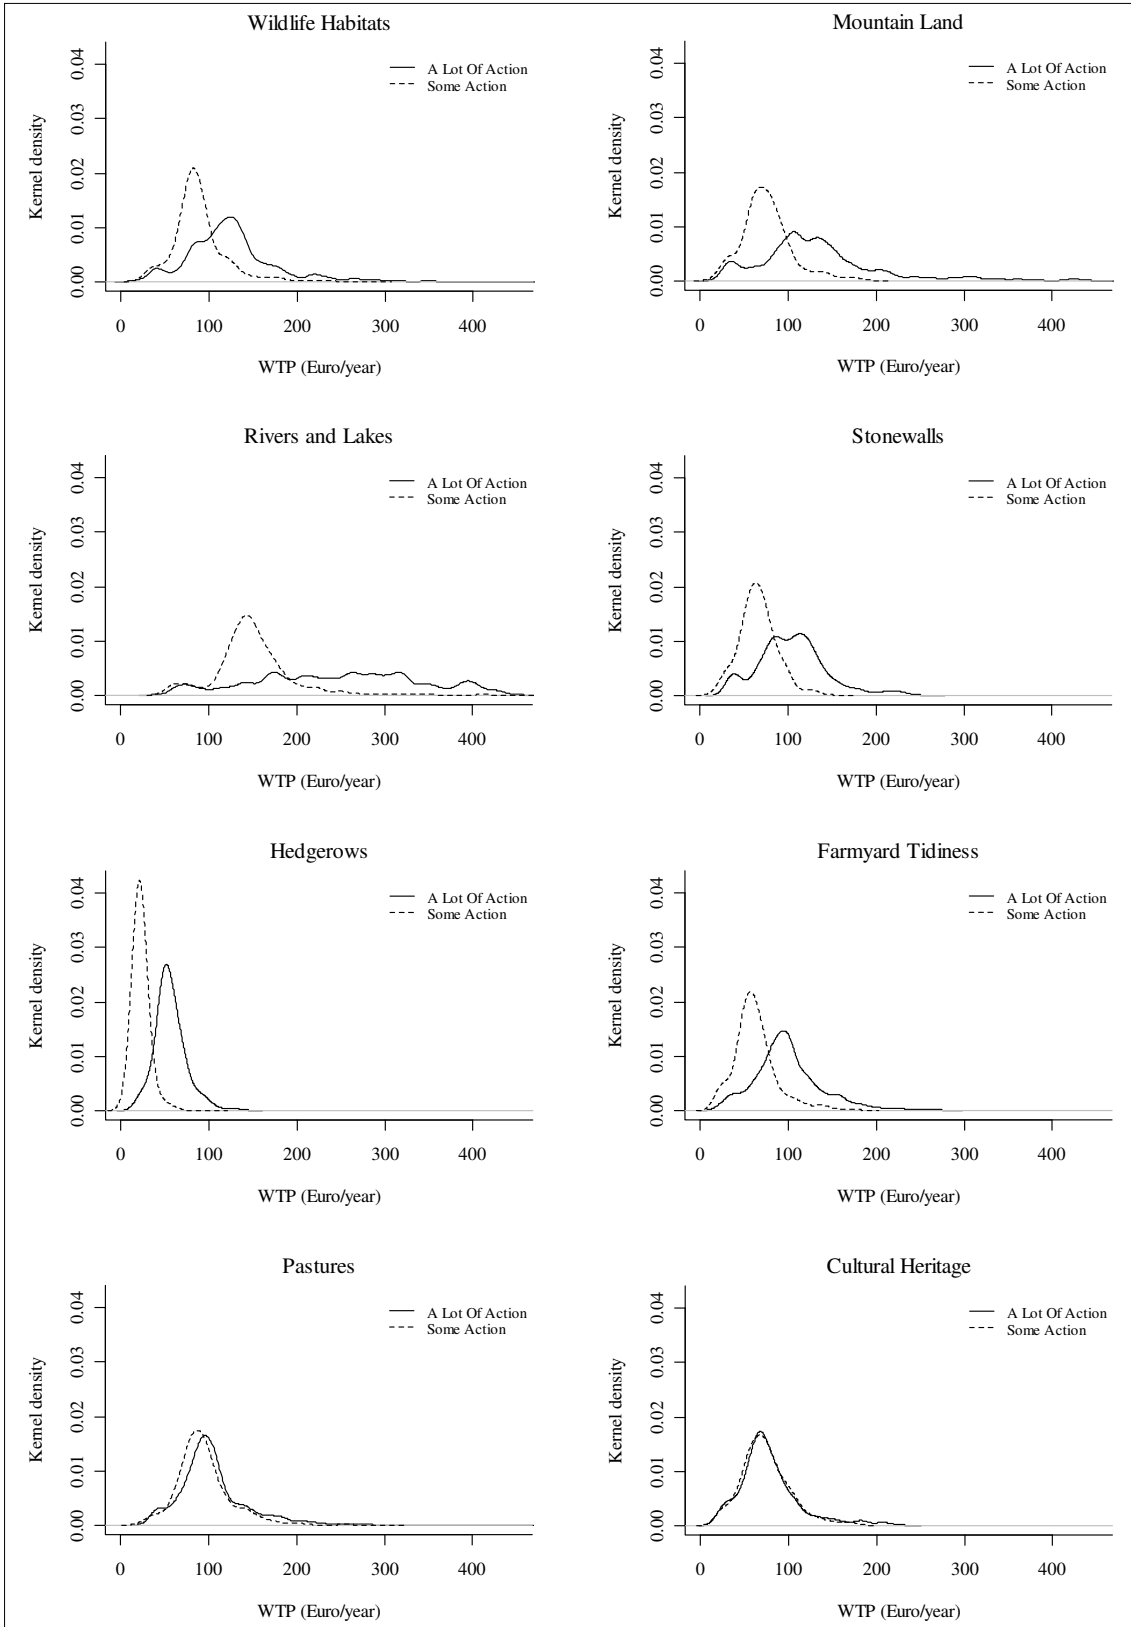 Wildlife Habitats
A Lot Of Action
Some Action
Kernel density
0.00 0.01 0.02 0.03 0.04
0 100 200 300 400
WTP (Euro/year)
Mountain Land
A Lot Of Action
Some Action
Kernel density
0.00 0.01 0.02 0.03 0.04
0 100 200 300 400
WTP (Euro/year)
Rivers and Lakes
A Lot Of Action
Some Action
Kernel density
0.00 0.01 0.02 0.03 0.04
0 100 200 300 400
WTP (Euro/year)
Stonewalls
A Lot Of Action
Some Action
Kernel density
0.00 0.01 0.02 0.03 0.04
0 100 200 300 400
WTP (Euro/year)
Hedgerows
A Lot Of Action
Some Action
Kernel density
0.00 0.01 0.02 0.03 0.04
0 100 200 300 400
WTP (Euro/year)
Farmyard Tidiness
A Lot Of Action
Some Action
Kernel density
0.00 0.01 0.02 0.03 0.04
0 100 200 300 400
WTP (Euro/year)
Pastures
A Lot Of Action
Some Action
Kernel density
0.00 0.01 0.02 0.03 0.04
0 100 200 300 400
WTP (Euro/year)
Cultural Heritage
A Lot Of Action
Some Action
Kernel density
0.00 0.01 0.02 0.03 0.04
0 100 200 300 400
WTP (Euro/year)